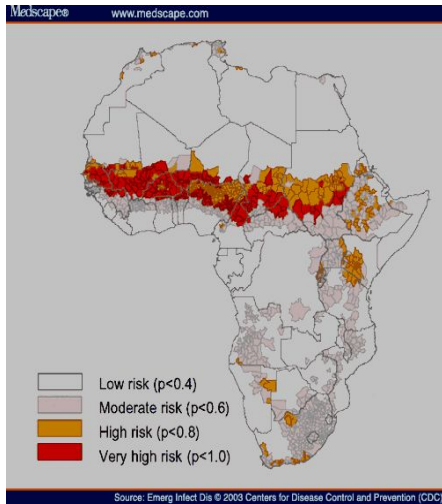 Medscape® www.medscape.com
Low risk (p<0.4)
Moderate risk (p<0.6)
High risk (p<0.8)
Very high risk (p<1.0)
Source: Emerg Infect Dis © 2003 Centers for Disease Control and Prevention (CDC)